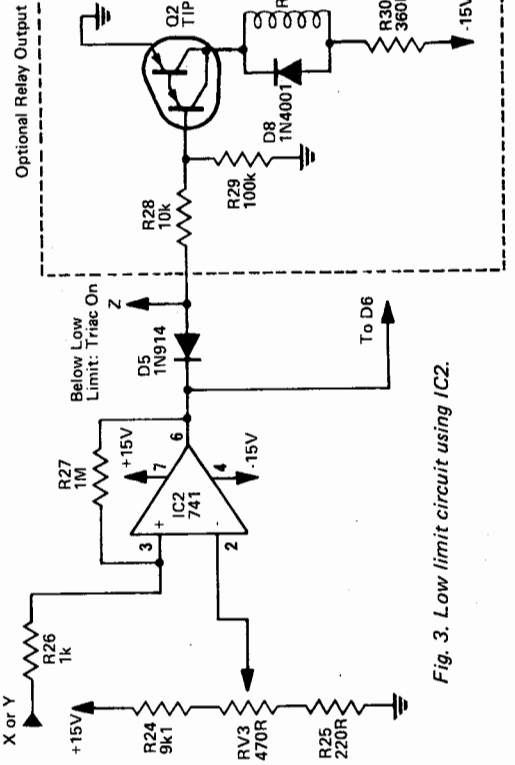 Optional Relay Output
Q2
TIP
R30
-15V
D8
1N4001
R28
10k
R29
100k
Below Low
Limit: Triac On
Z
D5
1N914
To D6
R27
1M
+15V
7
6
IC2
741
4
-15V
3
+
2
-
X or Y
R26
1k
+15V
R24
9k1
RV3
470R
R25
220R
Fig. 3. Low limit circuit using IC2.